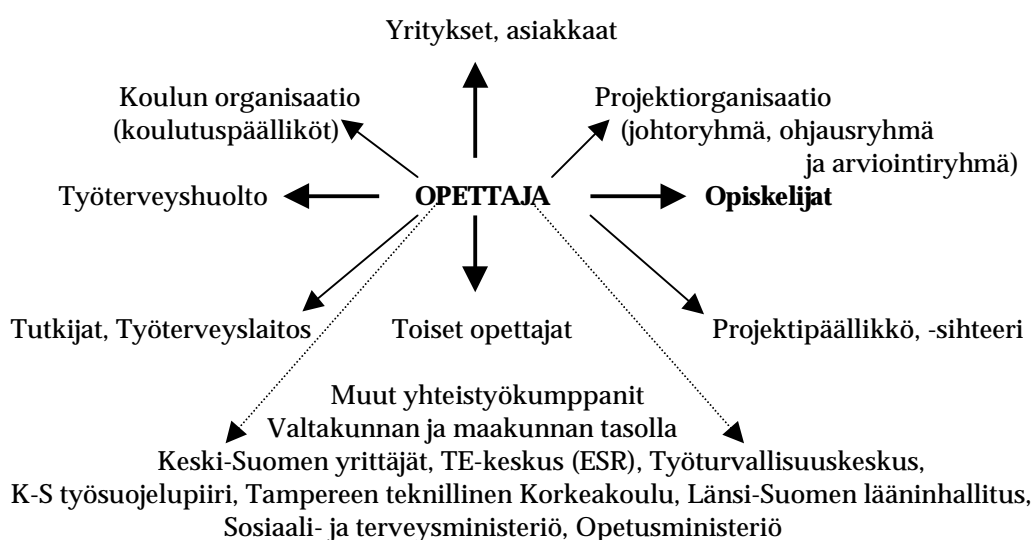 Yritykset, asiakkaat
Koulun organisaatio
(koulutuspäälliköt)
Projektiorganisaatio
(johtoryhmä, ohjausryhmä
ja arviointiryhmä)
Työterveyshuolto
OPETTAJA
Opiskelijat
Tutkijat, Työterveyslaitos
Toiset opettajat
Projektipäällikkö, -sihteeri
Muut yhteistyökumppanit
Valtakunnan ja maakunnan tasolla
Keski-Suomen yrittäjät, TE-keskus (ESR), Työturvallisuuskeskus,
K-S työsuojelupiiri, Tampereen teknillinen Korkeakoulu, Länsi-Suomen lääninhallitus,
Sosiaali- ja terveysministeriö, Opetusministeriö